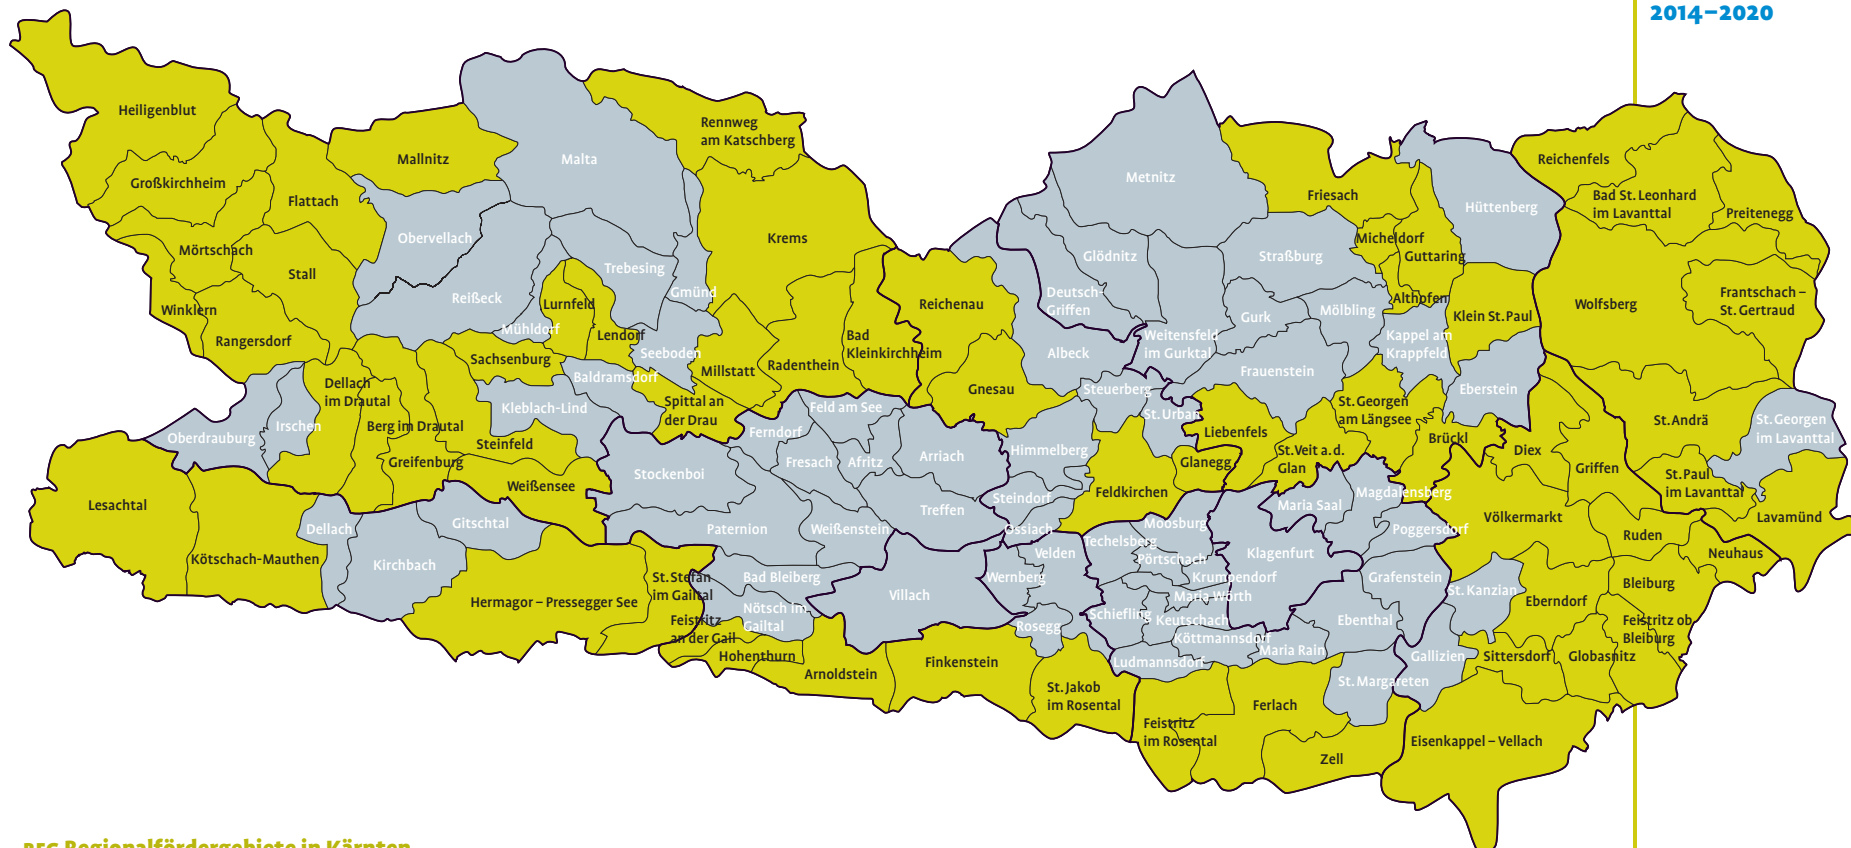 2014–2020
Heiligenblut
Rennweg
am Katschberg
Mallnitz
Malta
Großkirchheim
Flattach
Obervellach
Krems
Mörtschach
Stall
Trebesing
Gmünd
Reißeck
Lurnfeld
Winklern
Mühldorf
Lendorf
Rangersdorf
Seeboden
Sachsenburg
Millstatt
Radenthein
Bad
Kleinkirchheim
Baldramsdorf
Dellach
im Drautal
Spittal an
der Drau
Kleblach-Lind
Irschen
Berg im Drautal
Oberdrauburg
Steinfeld
Greifenburg
Weißensee
Feld am See
Ferndorf
Fresach
Afritz
Arriach
Stockenboi
Treffen
Paternion
Weißenstein
Lesachtal
Kötschach-Mauthen
Dellach
Gitschtal
Kirchbach
Hermagor – Pressegger See
St. Stefan
im Gailtal
Bad Bleiberg
Nötsch im
Gailtal
Feistritz
an der Gail
Hohenthurn
Arnoldstein
Villach
Finkenstein
Wernberg
Velden
Rosegg
St. Jakob
im Rosental
Reichenau
Gnesau
Albeck
Deutsch-
Griffen
Glödnitz
Metnitz
Friesach
Hüttenberg
Straßburg
Micheldorf
Guttaring
Althofen
Gurk
Mölbling
Weitensfeld
im Gurktal
Kappel am
Krappfeld
Klein St. Paul
Frauenstein
Eberstein
Steuerberg
St. Urban
St. Georgen
am Längsee
Liebenfels
Brückl
Himmelberg
Glanegg
St. Veit a. d.
Glan
Feldkirchen
Steindorf
Ossiach
Maria Saal
Magdalensberg
Poggersdorf
Moosburg
Techelsberg
Pörtschach
Klagenfurt
Krumpendorf
Grafenstein
Maria Wörth
Schiefling
Keutschach
Ebenthal
Köttmannsdorf
Maria Rain
Ludmannsdorf
St. Margareten
Feistritz
im Rosental
Ferlach
Zell
Reichenfels
Bad St. Leonhard
im Lavanttal
Preitenegg
Wolfsberg
Frantschach –
St. Gertraud
St. Andrä
St. Georgen
im Lavanttal
St. Paul
im Lavanttal
Lavamünd
Diex
Griffen
Völkermarkt
Ruden
Neuhaus
Bleiburg
St. Kanzian
Eberndorf
Feistritz ob
Bleiburg
Gallizien
Sittersdorf
Globasnitz
Eisenkappel – Vellach
REG Regionalfördergebiete in Kärnten